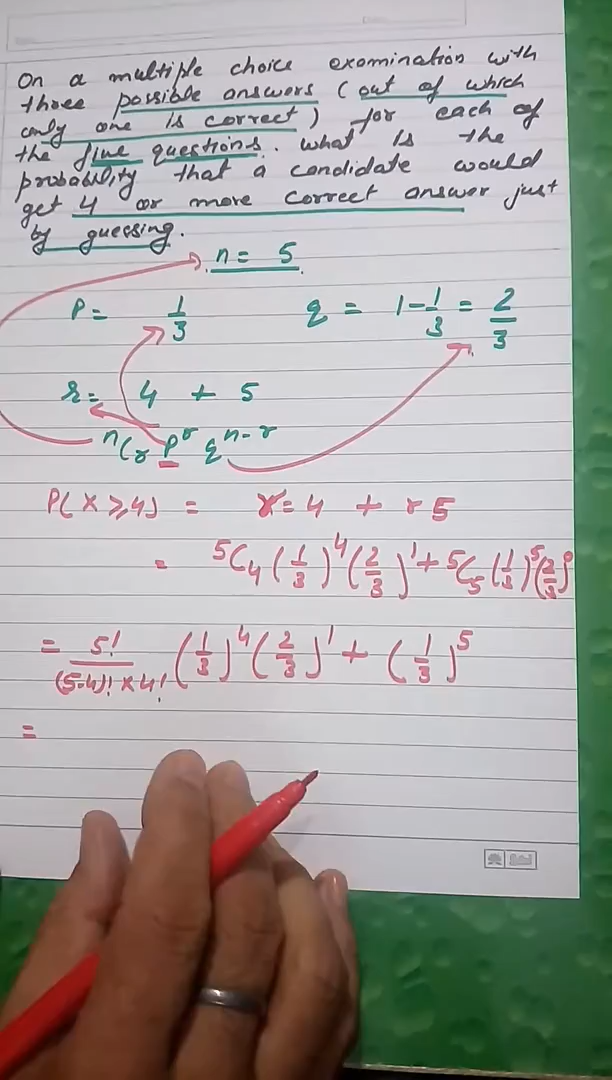 On a multiple choice examination with
three possible answers (out of which
only one is correct) for each of
the five questions. what is the
probability that a candidate would
get 4 or more correct answer just
by guessing.
n = 5
P = 1/3 q = 1 - 1/3 = 2/3
r = 4 + 5
ⁿCᵣ pʳ qⁿ⁻ʳ
P(X ≥ 4) = r = 4 + r 5
= ⁵C₄ (1/3)⁴ (2/3)¹ + ⁵C₅ (1/3)⁵ (2/3)⁰
= 5!/((5-4)! × 4!) (1/3)⁴ (2/3)¹ + (1/3)⁵
=